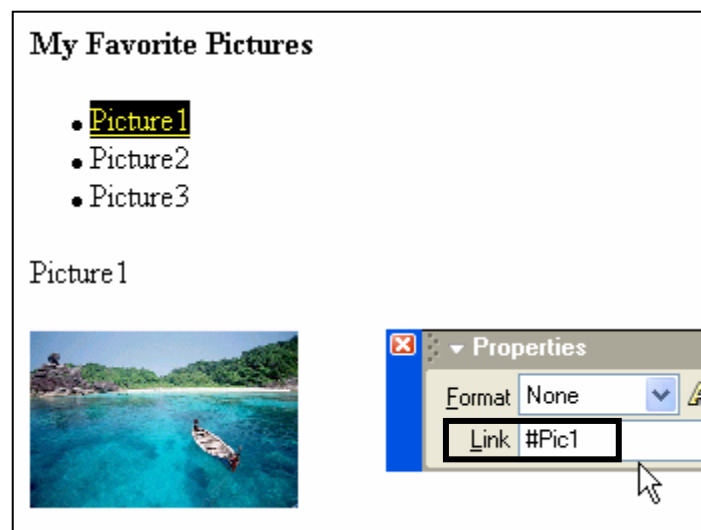 My Favorite Pictures
Picture1
Picture2
Picture3
Picture1
Properties
Format None
Link #Pic1